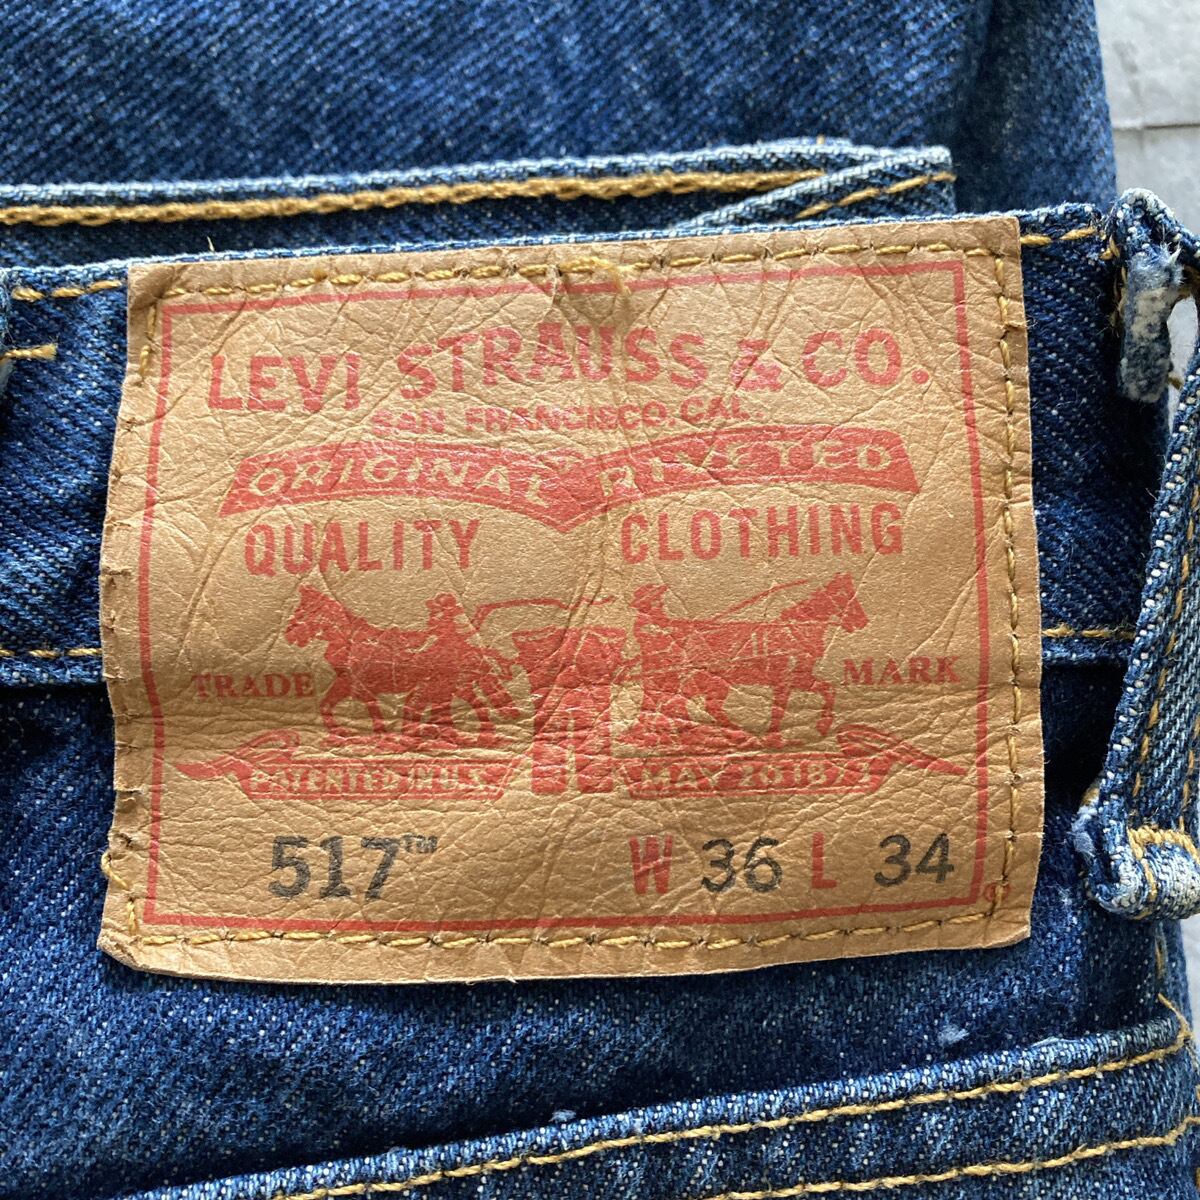 LEVI STRAUSS & CO.
SAN FRANCISCO, CAL.
ORIGINAL RIVETED
QUALITY CLOTHING
TRADE MARK
PATENTED IN U.S. MAY 20 1873
517™ W 36 L 34
®